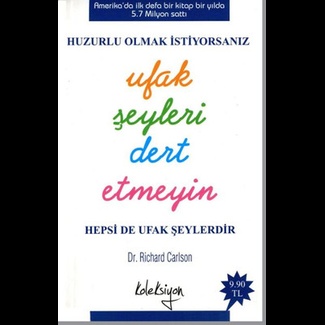 Amerika'da ilk defa bir kitap bir yılda
5.7 Milyon sattı
HUZURLU OLMAK İSTİYORSANIZ
ufak
şeyleri
dert
etmeyin
HEPSİ DE UFAK ŞEYLERDİR
Dr. Richard Carlson
koleksiyon
9.90
TL